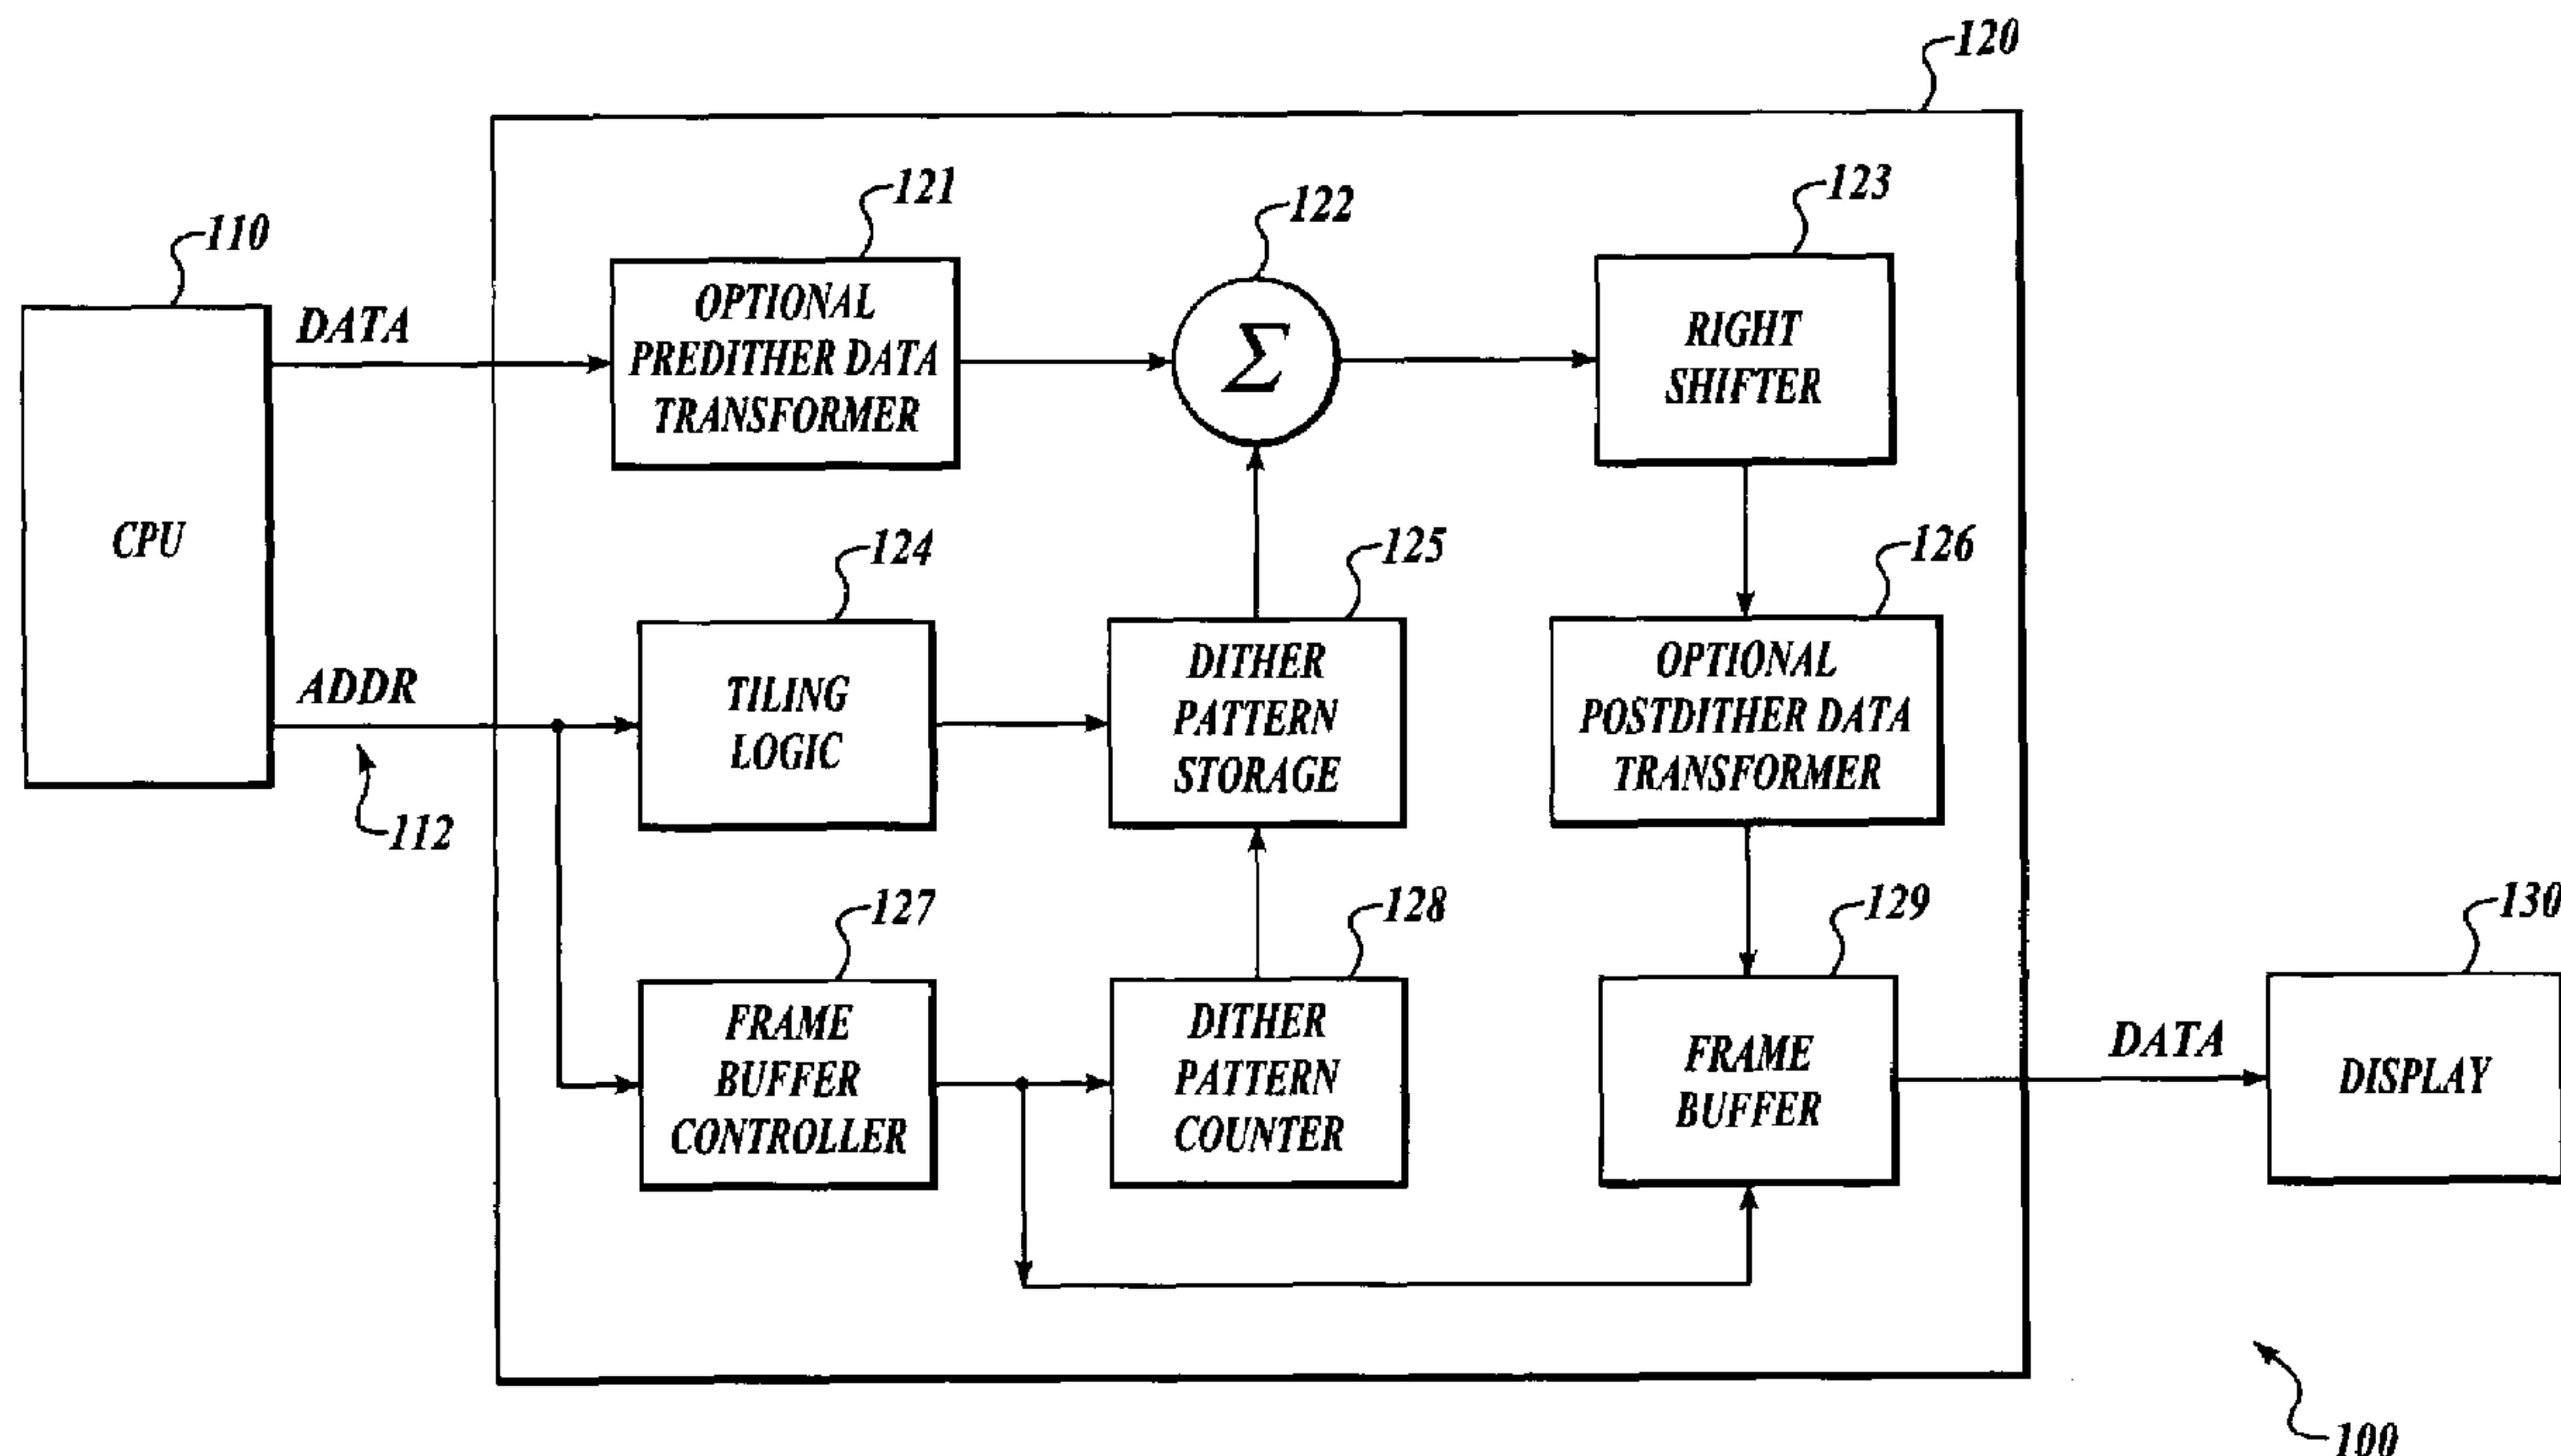 120
121
122
123
110
DATA
OPTIONAL
PREDITHER DATA
TRANSFORMER
Σ
RIGHT
SHIFTER
CPU
124
125
126
ADDR
112
TILING
LOGIC
DITHER
PATTERN
STORAGE
OPTIONAL
POSTDITHER DATA
TRANSFORMER
127
128
129
130
FRAME
BUFFER
CONTROLLER
DITHER
PATTERN
COUNTER
FRAME
BUFFER
DATA
DISPLAY
100